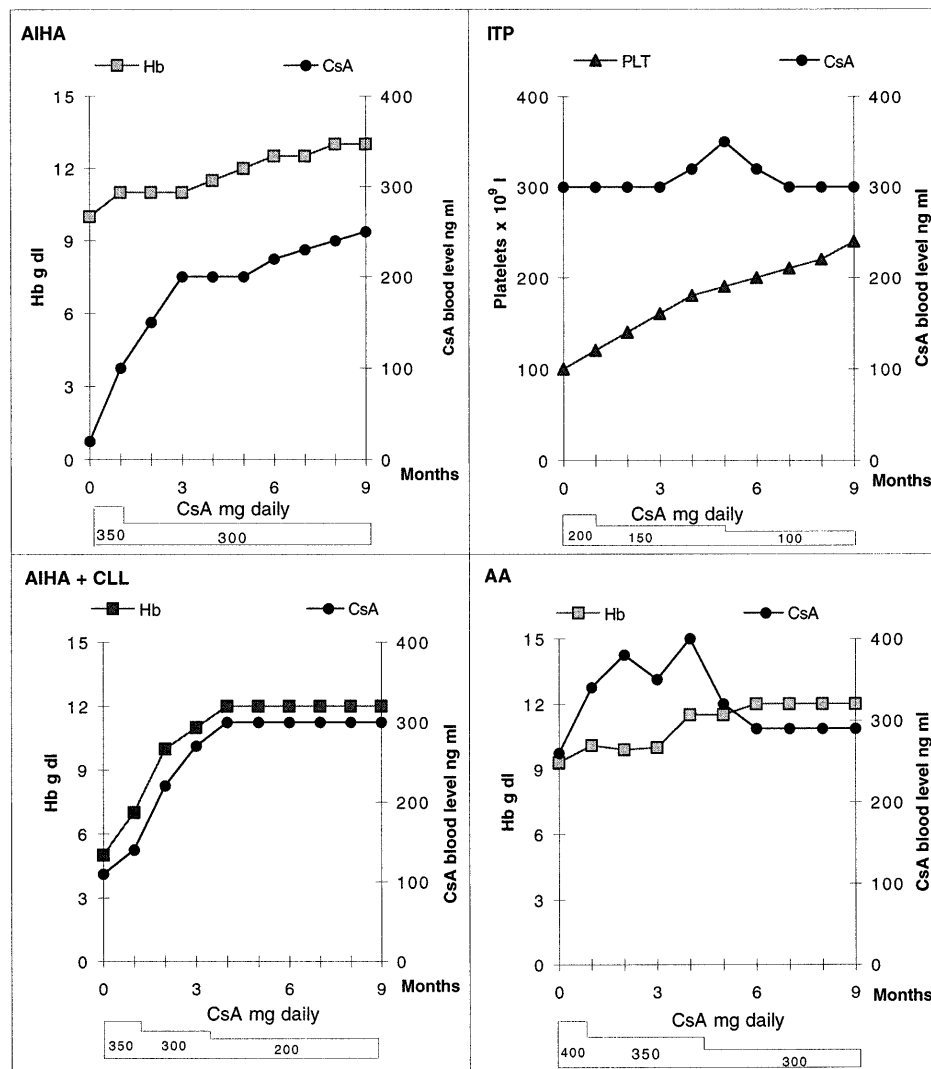 AIHA
Hb CsA
15 400
12 300
9 200
6 100
3 0
0
Hb g dl
CsA blood level ng ml
0 3 6 9 Months
CsA mg daily
350 300
ITP
PLT CsA
400 400
300 300
200 200
100 100
0 0
Platelets x 10⁹ l
CsA blood level ng ml
0 3 6 9 Months
CsA mg daily
200 150 100
AIHA + CLL
Hb CsA
15 400
12 300
9 200
6 100
3 0
0
Hb g dl
CsA blood level ng ml
0 3 6 9 Months
CsA mg daily
350 300 200
AA
Hb CsA
15 400
12 300
9 200
6 100
3 0
0
Hb g dl
CsA blood level ng ml
0 3 6 9 Months
CsA mg daily
400 350 300